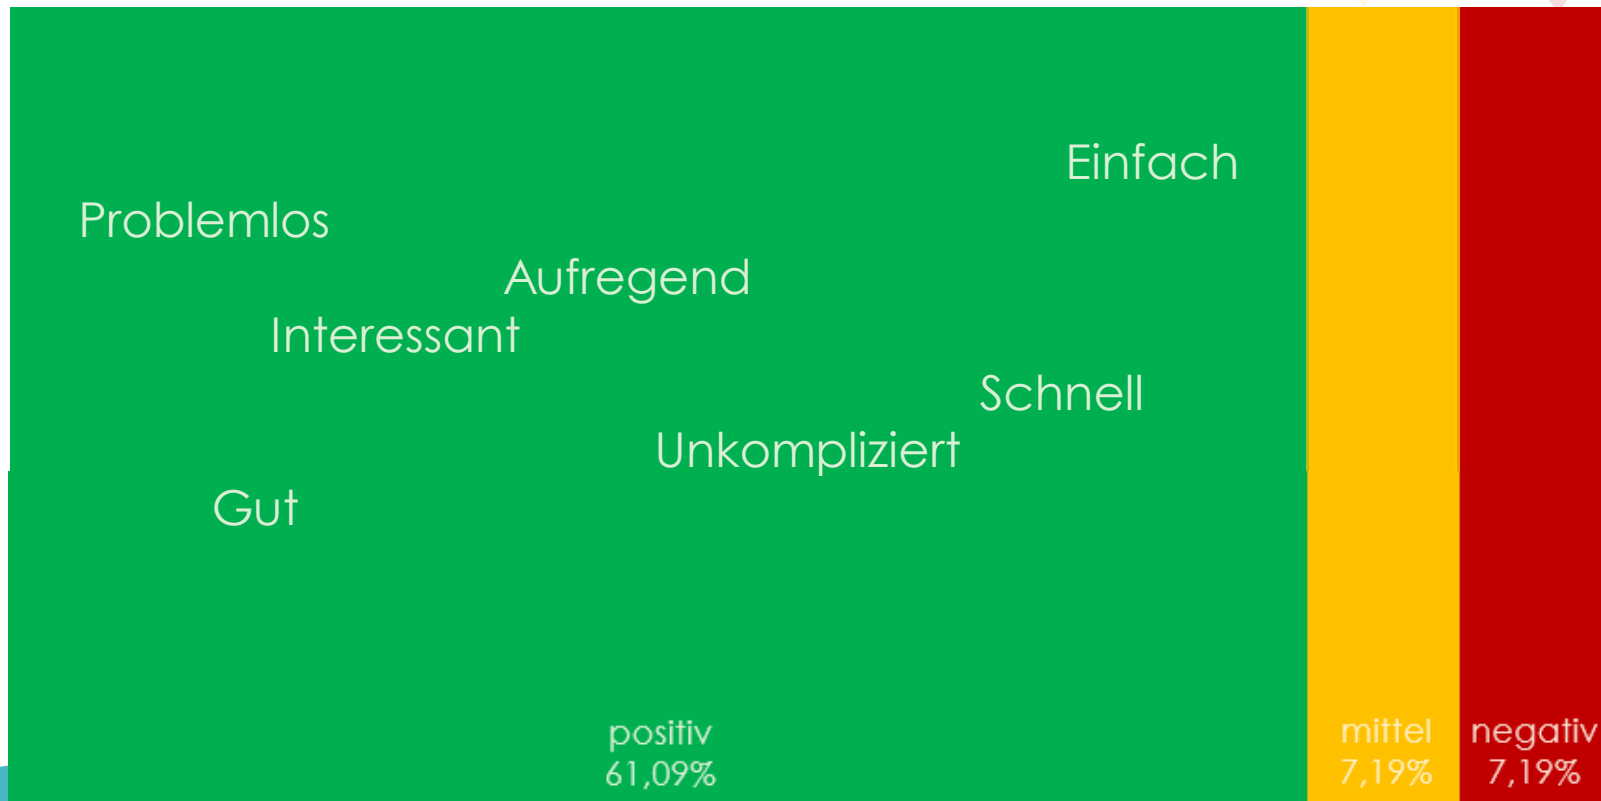 Einfach
Problemlos
Aufregend
Interessant
Schnell
Unkompliziert
Gut
positiv
61,09%
mittel
7,19%
negativ
7,19%